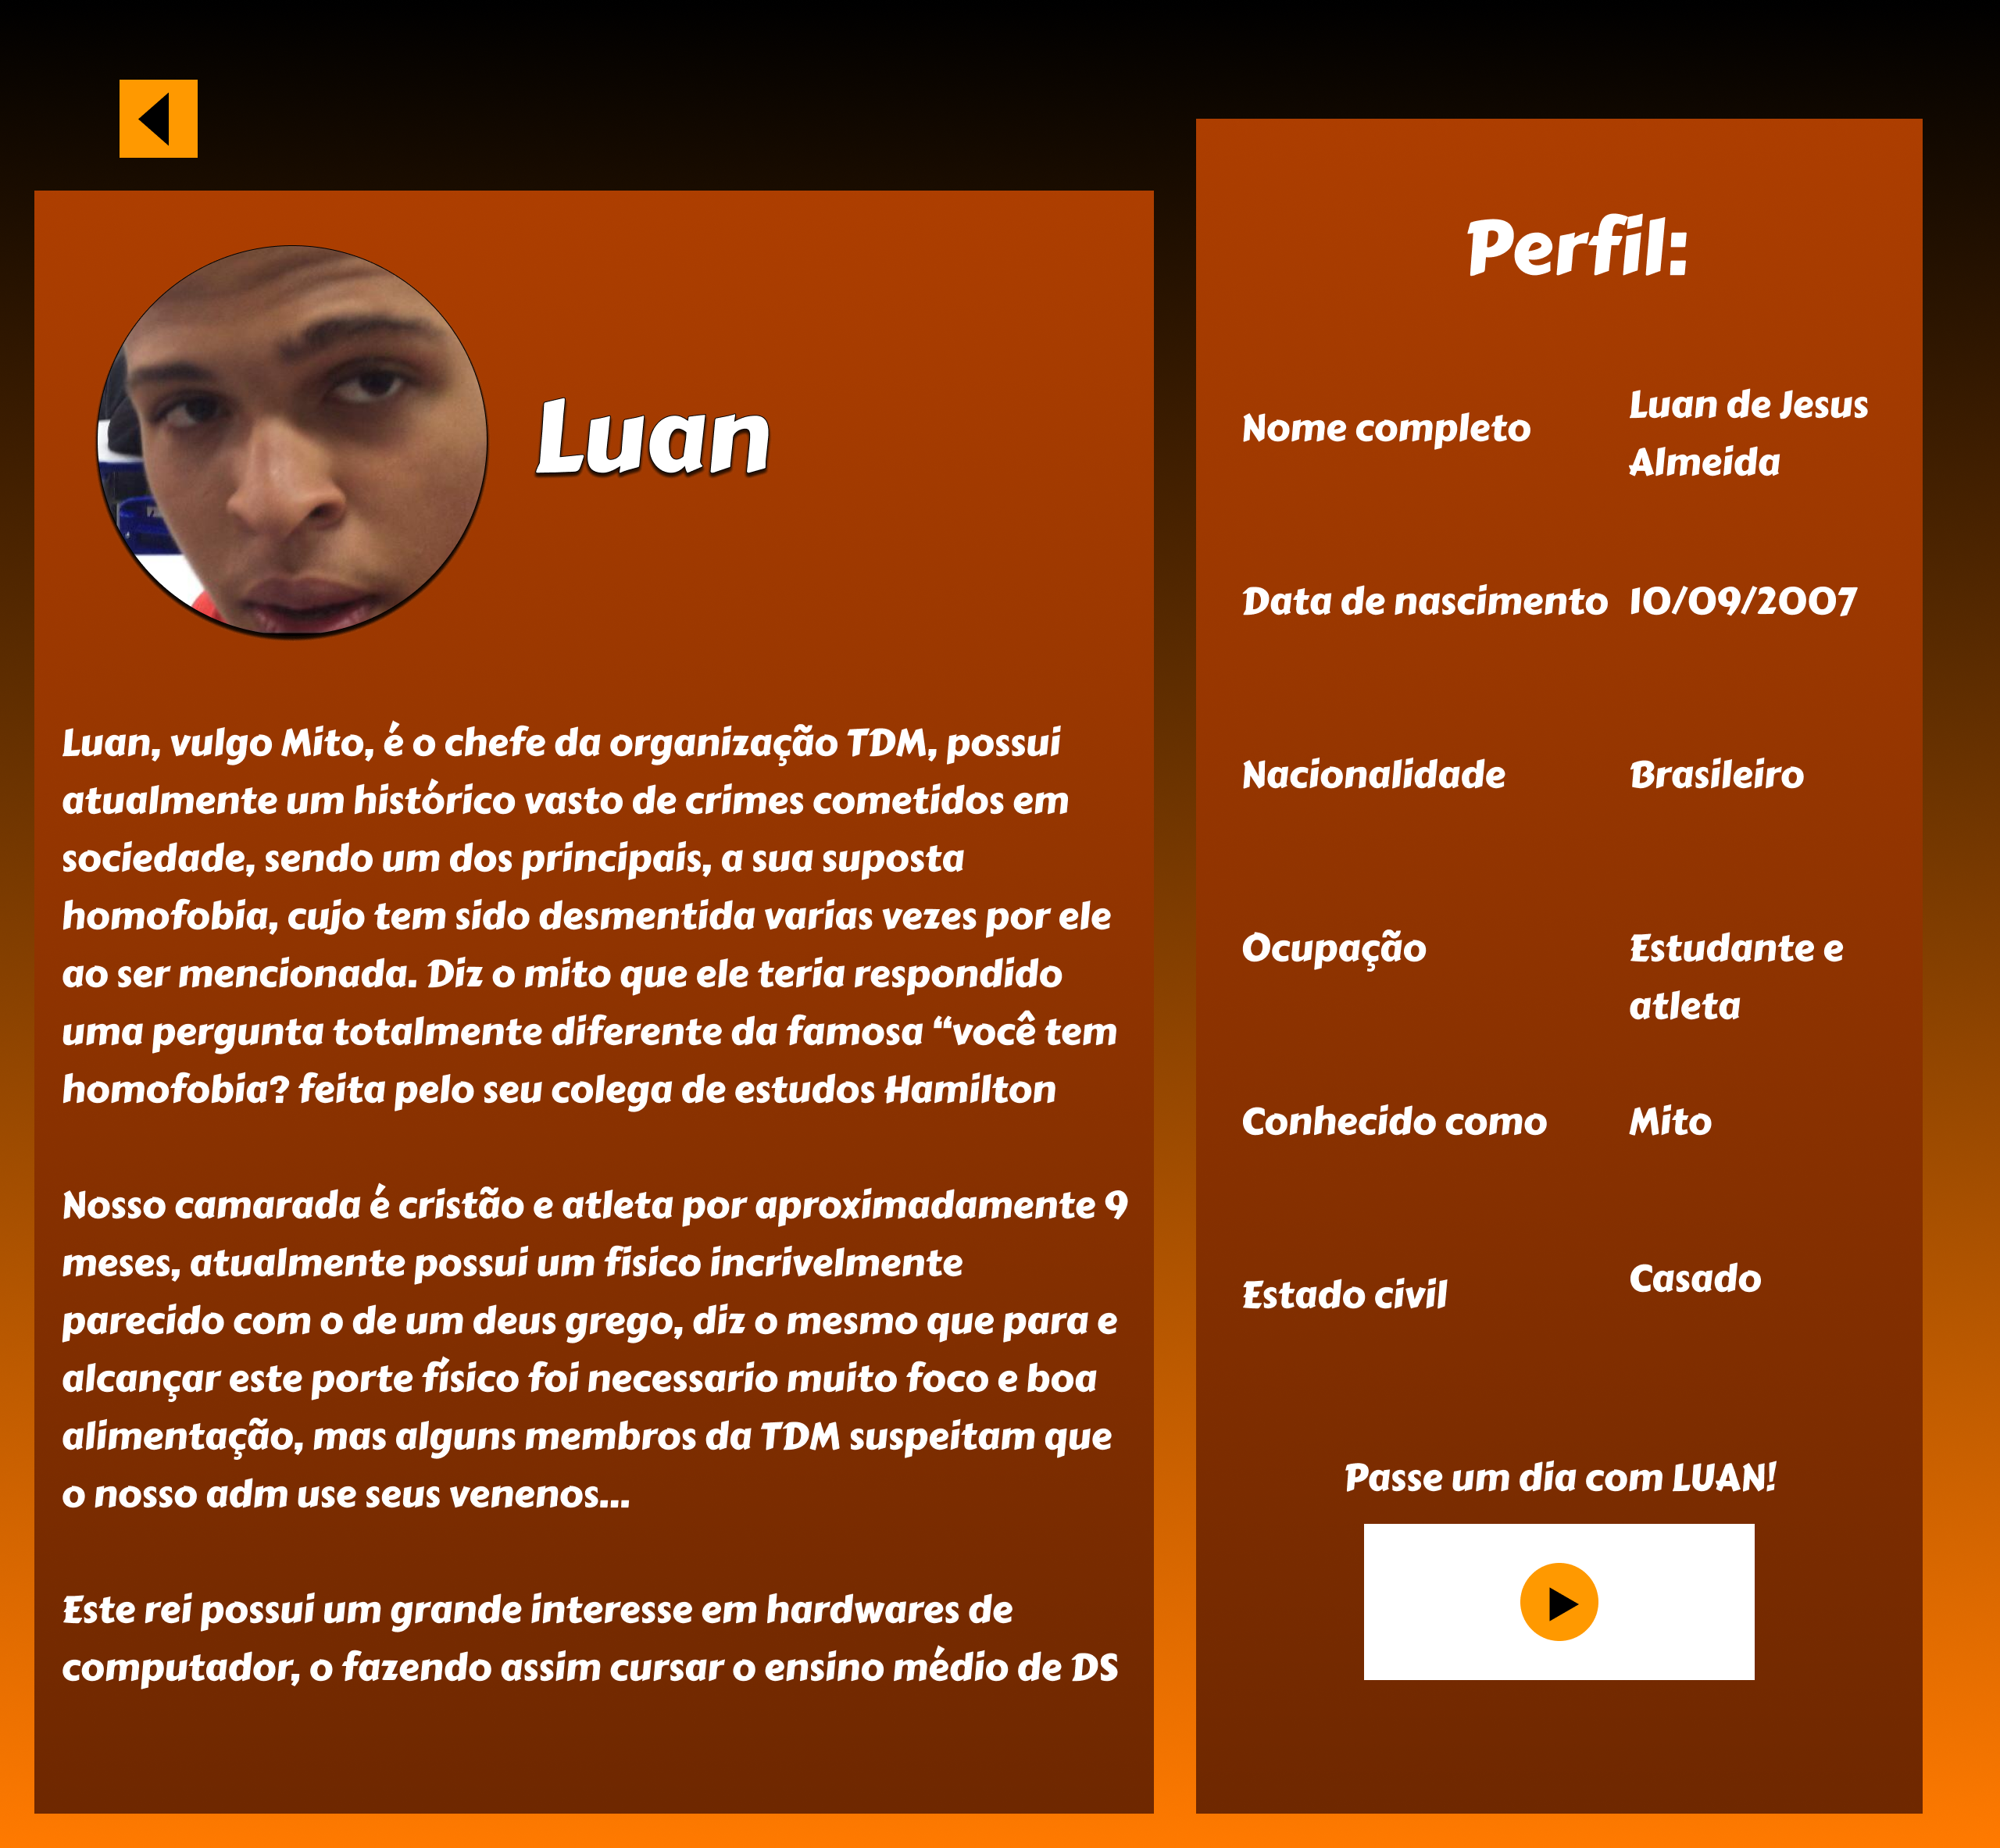 Luan
Luan, vulgo Mito, é o chefe da organização TDM, possui
atualmente um histórico vasto de crimes cometidos em
sociedade, sendo um dos principais, a sua suposta
homofobia, cujo tem sido desmentida varias vezes por ele
ao ser mencionada. Diz o mito que ele teria respondido
uma pergunta totalmente diferente da famosa “você tem
homofobia? feita pelo seu colega de estudos Hamilton
Nosso camarada é cristão e atleta por aproximadamente 9
meses, atualmente possui um fisico incrivelmente
parecido com o de um deus grego, diz o mesmo que para e
alcançar este porte físico foi necessario muito foco e boa
alimentação, mas alguns membros da TDM suspeitam que
o nosso adm use seus venenos...
Este rei possui um grande interesse em hardwares de
computador, o fazendo assim cursar o ensino médio de DS
Perfil:
Nome completo
Luan de Jesus
Almeida
Data de nascimento
10/09/2007
Nacionalidade
Brasileiro
Ocupação
Estudante e
atleta
Conhecido como
Mito
Estado civil
Casado
Passe um dia com LUAN!